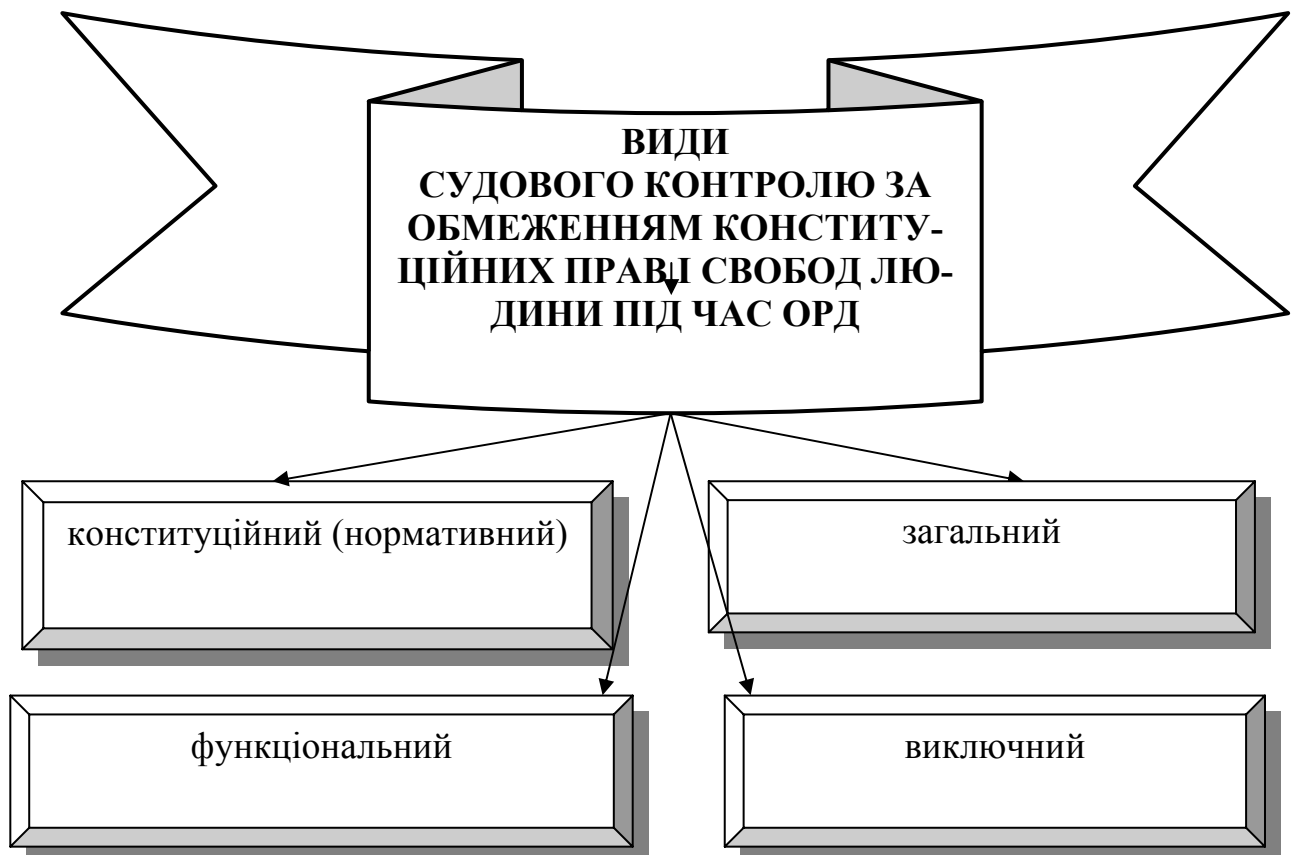 ВИДИ
СУДОВОГО КОНТРОЛЮ ЗА
ОБМЕЖЕННЯМ КОНСТИТУ-
ЦІЙНИХ ПРАВ І СВОБОД ЛЮ-
ДИНИ ПІД ЧАС ОРД
конституційний (нормативний)
загальний
функціональний
виключний